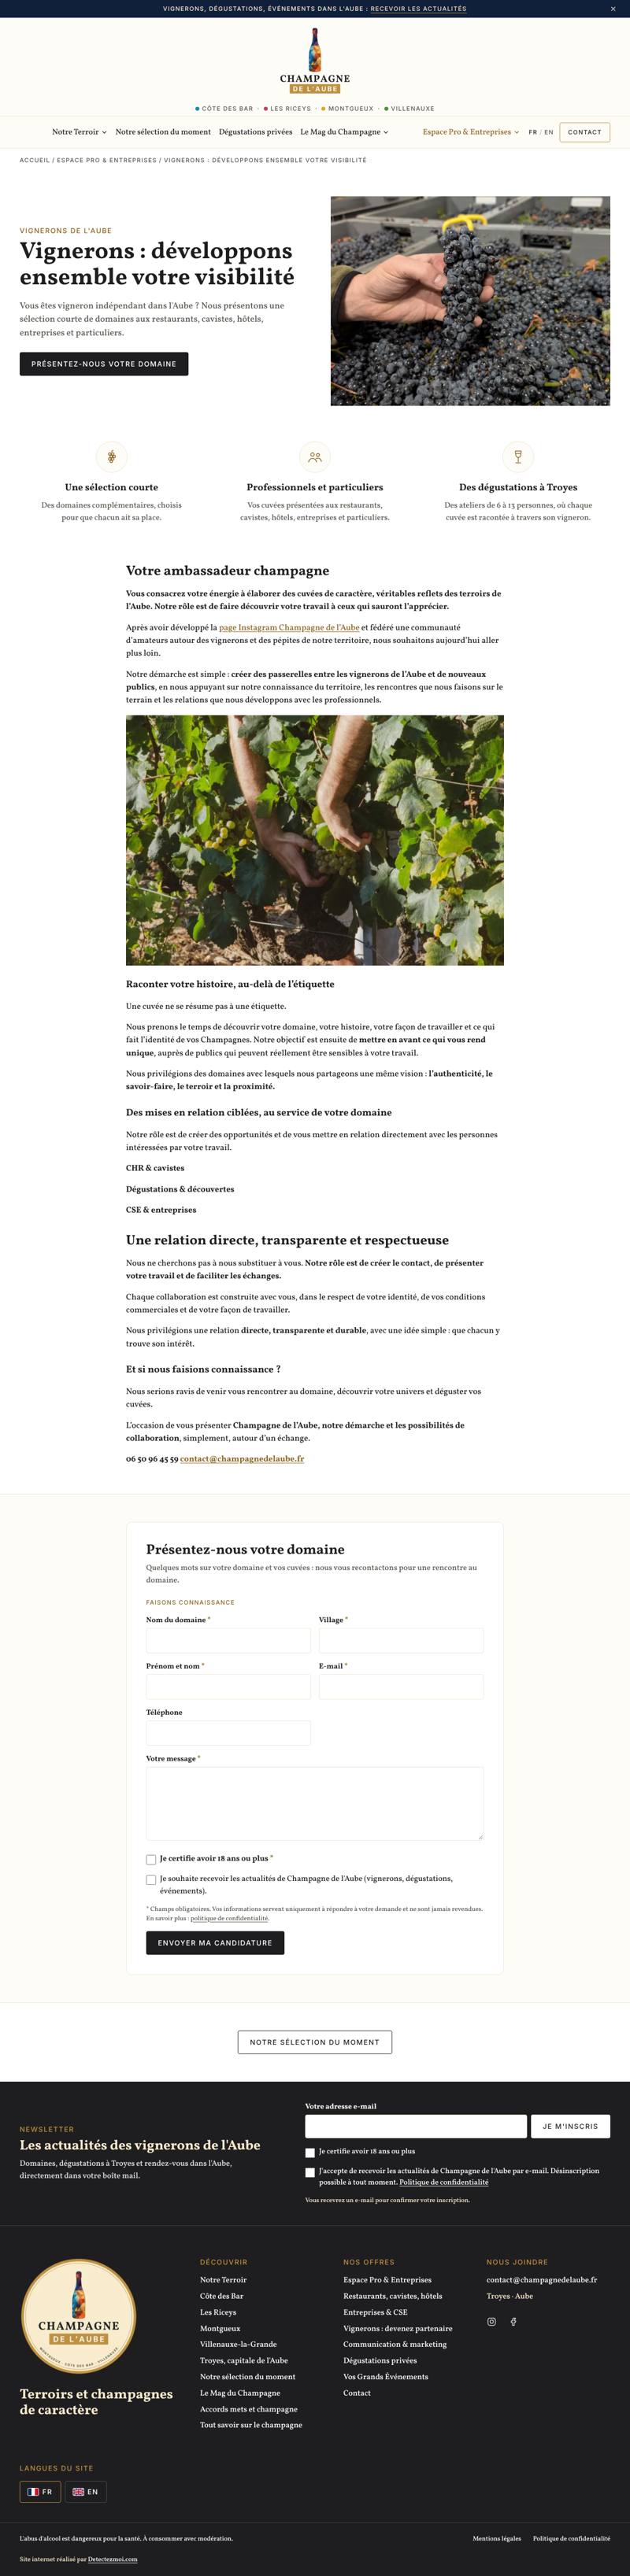 VIGNERONS, DÉGUSTATIONS, ÉVÉNEMENTS DANS L'AUBE : RECEVOIR LES ACTUALITÉS ×
CHAMPAGNE
DE L'AUBE
CÔTE DES BAR • LES RICEYS • MONTGUEUX • VILLENAUXE
Notre Terroir Notre sélection du moment Dégustations privées Le Mag du Champagne Espace Pro & Entreprises FR / EN CONTACT
ACCUEIL / ESPACE PRO & ENTREPRISES / VIGNERONS : DÉVELOPPONS ENSEMBLE VOTRE VISIBILITÉ
VIGNERONS DE L'AUBE
Vignerons : développons
ensemble votre visibilité
Vous êtes vigneron indépendant dans l'Aube ? Nous présentons une
sélection courte de domaines aux restaurants, cavistes, hôtels,
entreprises et particuliers.
PRÉSENTEZ-NOUS VOTRE DOMAINE
Une sélection courte
Des domaines complémentaires, choisis
pour que chacun ait sa place.
Professionnels et particuliers
Vos cuvées présentées aux restaurants,
cavistes, hôtels, entreprises et particuliers.
Des dégustations à Troyes
Des ateliers de 6 à 13 personnes, où chaque
cuvée est racontée à travers son vigneron.
Votre ambassadeur champagne
Vous consacrez votre énergie à élaborer des cuvées de caractère, véritables reflets des terroirs de
l'Aube. Notre rôle est de faire découvrir votre travail à ceux qui sauront l'apprécier.
Après avoir développé la page Instagram Champagne de l'Aube et fédéré une communauté
d'amateurs autour des vignerons et des pépites de notre territoire, nous souhaitons aujourd'hui aller
plus loin.
Notre démarche est simple : créer des passerelles entre les vignerons de l'Aube et de nouveaux
publics, en nous appuyant sur notre connaissance du territoire, les rencontres que nous faisons sur le
terrain et les relations que nous développons avec les professionnels.
Raconter votre histoire, au-delà de l'étiquette
Une cuvée ne se résume pas à une étiquette.
Nous prenons le temps de découvrir votre domaine, votre histoire, votre façon de travailler et ce qui
fait l'identité de vos Champagnes. Notre objectif est ensuite de mettre en avant ce qui vous rend
unique, auprès de publics qui peuvent réellement être sensibles à votre travail.
Nous privilégions des domaines avec lesquels nous partageons une même vision : l'authenticité, le
savoir-faire, le terroir et la proximité.
Des mises en relation ciblées, au service de votre domaine
Notre rôle est de créer des opportunités et de vous mettre en relation directement avec les personnes
intéressées par votre travail.
CHR & cavistes
Dégustations & découvertes
CSE & entreprises
Une relation directe, transparente et respectueuse
Nous ne cherchons pas à nous substituer à vous. Notre rôle est de créer le contact, de présenter
votre travail et de faciliter les échanges.
Chaque collaboration est construite avec vous, dans le respect de votre identité, de vos conditions
commerciales et de votre façon de travailler.
Nous privilégions une relation directe, transparente et durable, avec une idée simple : que chacun y
trouve son intérêt.
Et si nous faisions connaissance ?
Nous serions ravis de venir vous rencontrer au domaine, découvrir votre univers et déguster vos
cuvées.
L'occasion de vous présenter Champagne de l'Aube, notre démarche et les possibilités de
collaboration, simplement, autour d'un échange.
06 50 96 45 59 contact@champagnedelaube.fr
Présentez-nous votre domaine
Quelques mots sur votre domaine et vos cuvées : nous vous recontactons pour une rencontre au
domaine.
FAISONS CONNAISSANCE
Nom du domaine * Village *
Prénom et nom * E-mail *
Téléphone
Votre message *
Je certifie avoir 18 ans ou plus *
Je souhaite recevoir les actualités de Champagne de l'Aube (vignerons, dégustations,
événements).
* Champs obligatoires. Vos informations servent uniquement à répondre à votre demande et ne sont jamais revendues.
En savoir plus : politique de confidentialité.
ENVOYER MA CANDIDATURE
NOTRE SÉLECTION DU MOMENT
NEWSLETTER
Les actualités des vignerons de l'Aube
Domaines, dégustations à Troyes et rendez-vous dans l'Aube,
directement dans votre boîte mail.
Votre adresse e-mail
JE M'INSCRIS
Je certifie avoir 18 ans ou plus
J'accepte de recevoir les actualités de Champagne de l'Aube par e-mail. Désinscription
possible à tout moment. Politique de confidentialité
Vous recevrez un e-mail pour confirmer votre inscription.
CHAMPAGNE
DE L'AUBE
MONTGUEUX • CÔTE DES BAR • VILLENAUXE
Terroirs et champagnes
de caractère
DÉCOUVRIR
Notre Terroir
Côte des Bar
Les Riceys
Montgueux
Villenauxe-la-Grande
Troyes, capitale de l'Aube
Notre sélection du moment
Le Mag du Champagne
Accords mets et champagne
Tout savoir sur le champagne
NOS OFFRES
Espace Pro & Entreprises
Restaurants, cavistes, hôtels
Entreprises & CSE
Vignerons : devenez partenaire
Communication & marketing
Dégustations privées
Vos Grands Événements
Contact
NOUS JOINDRE
contact@champagnedelaube.fr
Troyes · Aube
LANGUES DU SITE
FR EN
L'abus d'alcool est dangereux pour la santé. À consommer avec modération.
Mentions légales Politique de confidentialité
Site internet réalisé par Detectezmoi.com